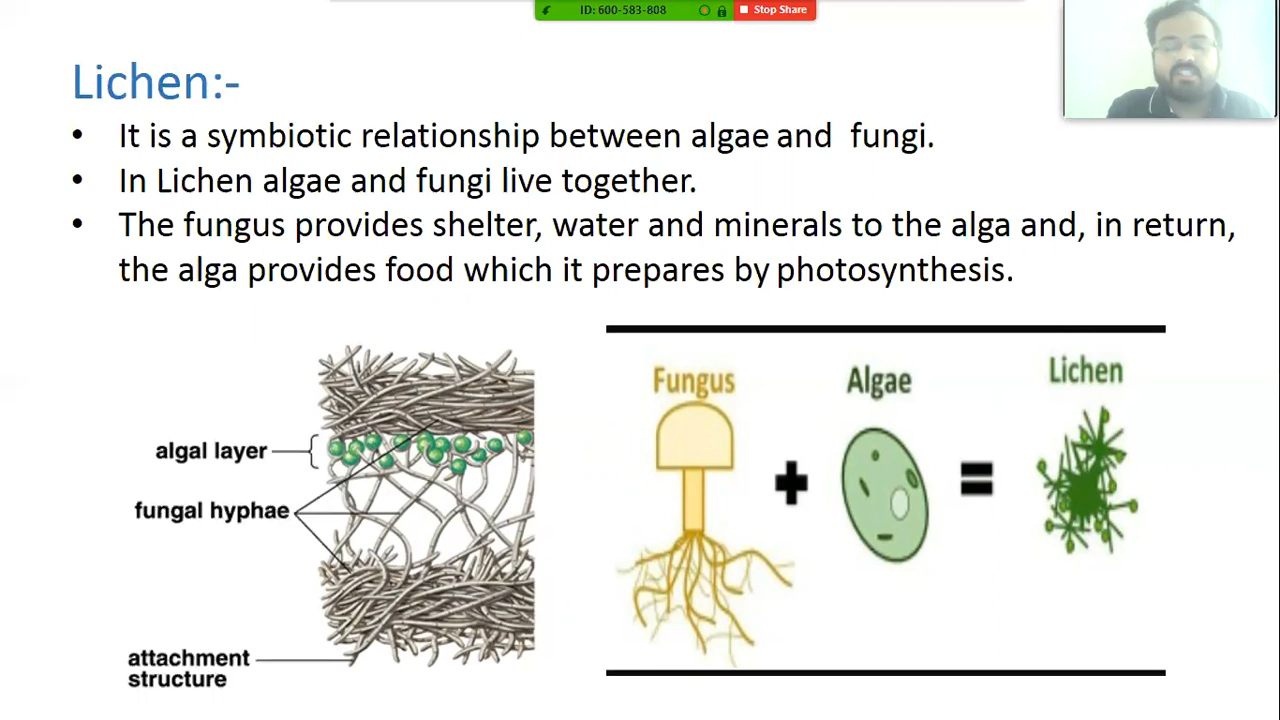 ID: 600-583-808
Stop Share
Lichen:-
• It is a symbiotic relationship between algae and fungi.
• In Lichen algae and fungi live together.
• The fungus provides shelter, water and minerals to the alga and, in return,
the alga provides food which it prepares by photosynthesis.
algal layer
fungal hyphae
attachment
structure
Fungus
Algae
Lichen
+
=